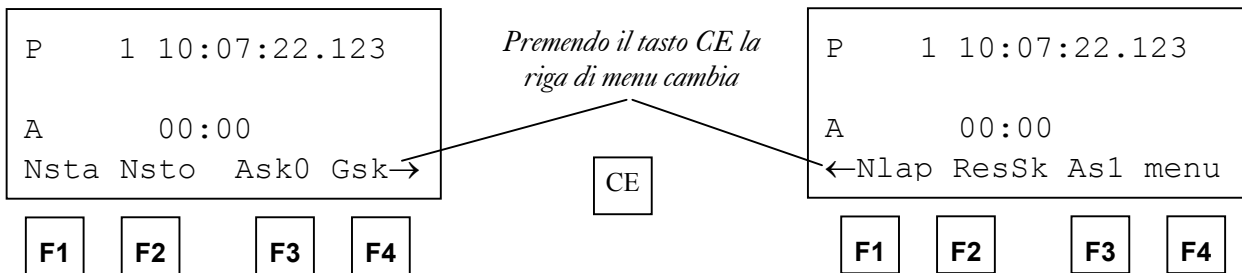 P 1 10:07:22.123
A 00:00
Nsta Nsto Ask0 Gsk→
F1 F2 F3 F4
Premendo il tasto CE la
riga di menu cambia
CE
P 1 10:07:22.123
A 00:00
←Nlap ResSk As1 menu
F1 F2 F3 F4